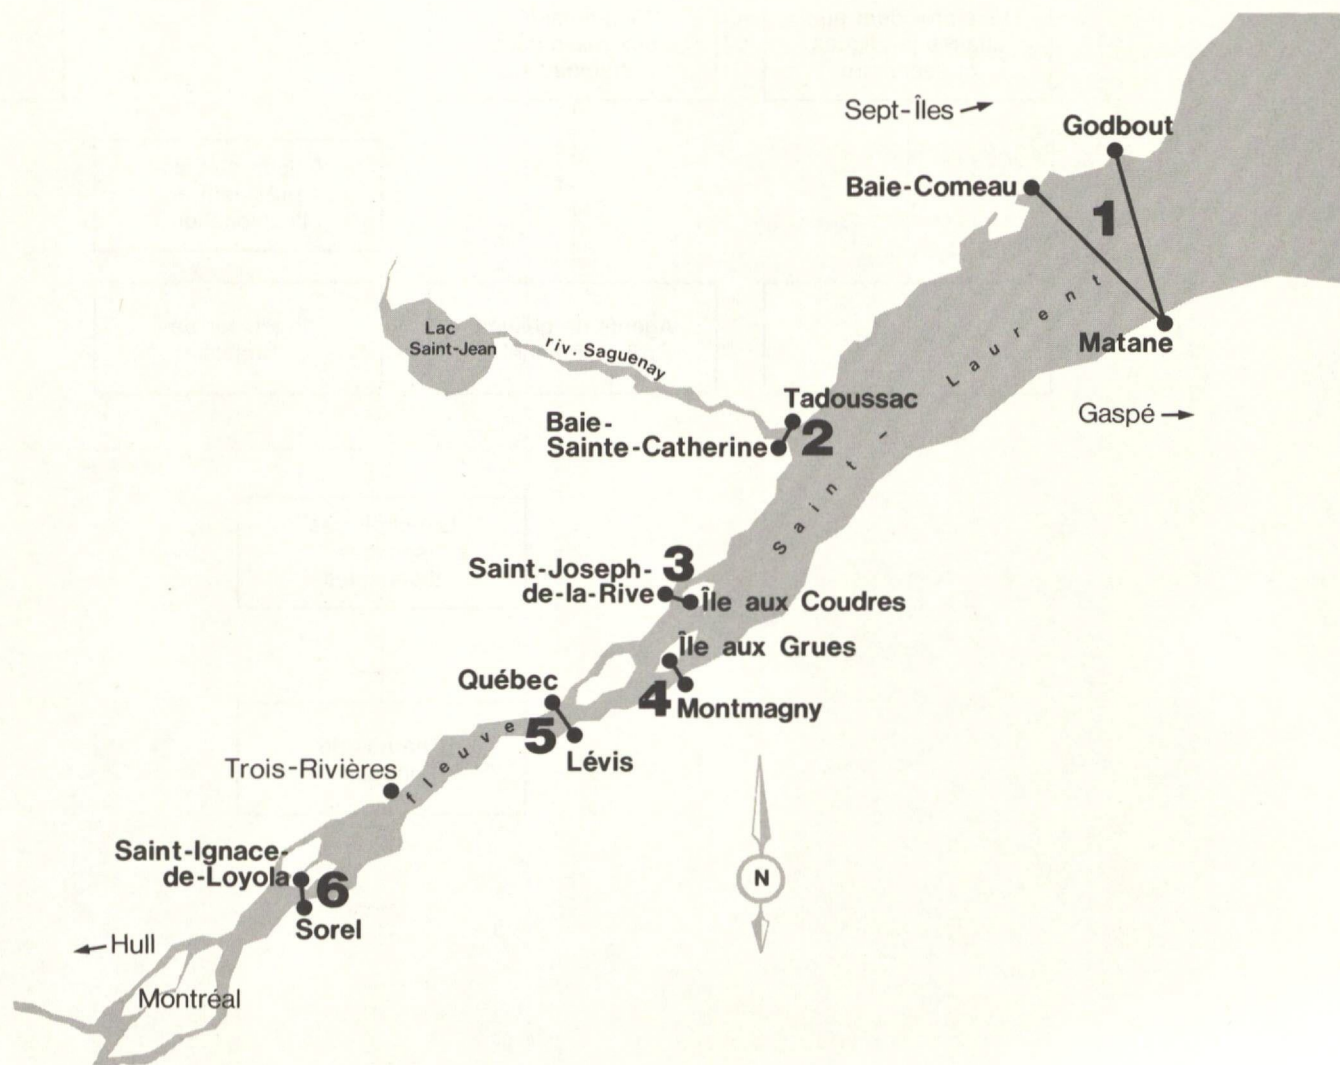 Sept-Îles
Godbout
Baie-Comeau
1
Lac
Saint-Jean
riv. Saguenay
Matane
Tadoussac
Gaspé
Baie-
Sainte-Catherine
2
fleuve Saint-Laurent
3
Saint-Joseph-
de-la-Rive
Île aux Coudres
Île aux Grues
Québec
4
Montmagny
5
Lévis
Trois-Rivières
Saint-Ignace-
de-Loyola
6
N
Sorel
Hull
Montréal